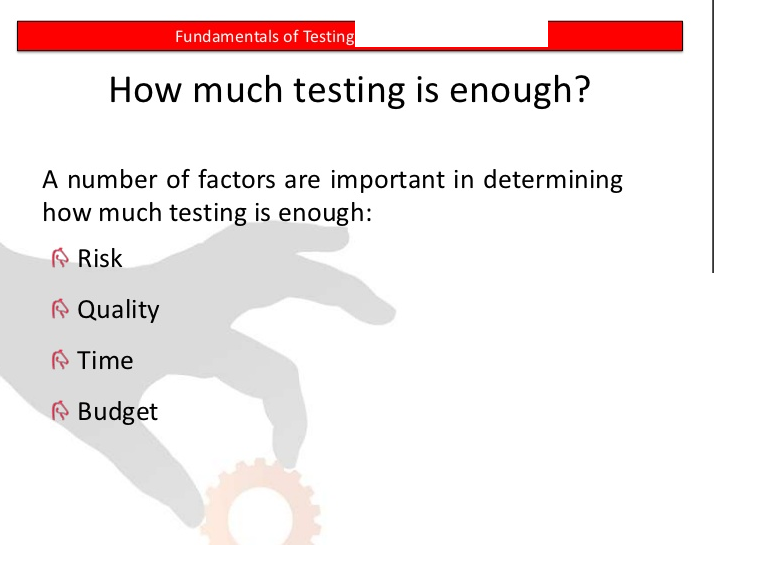 Fundamentals of Testing
How much testing is enough?
A number of factors are important in determining
how much testing is enough:
Risk
Quality
Time
Budget